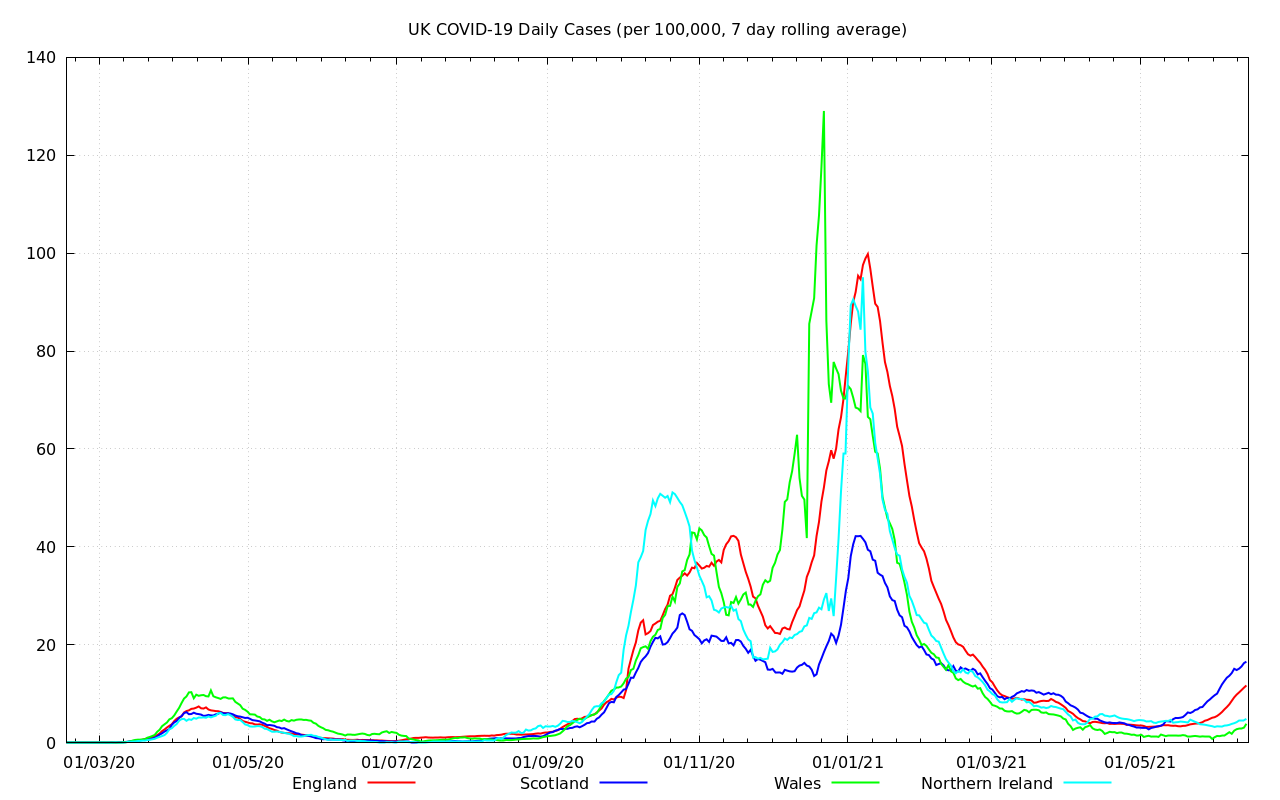 UK COVID-19 Daily Cases (per 100,000, 7 day rolling average)
140
120
100
80
60
40
20
0
01/03/20 01/05/20 01/07/20 01/09/20 01/11/20 01/01/21 01/03/21 01/05/21
England Scotland Wales Northern Ireland